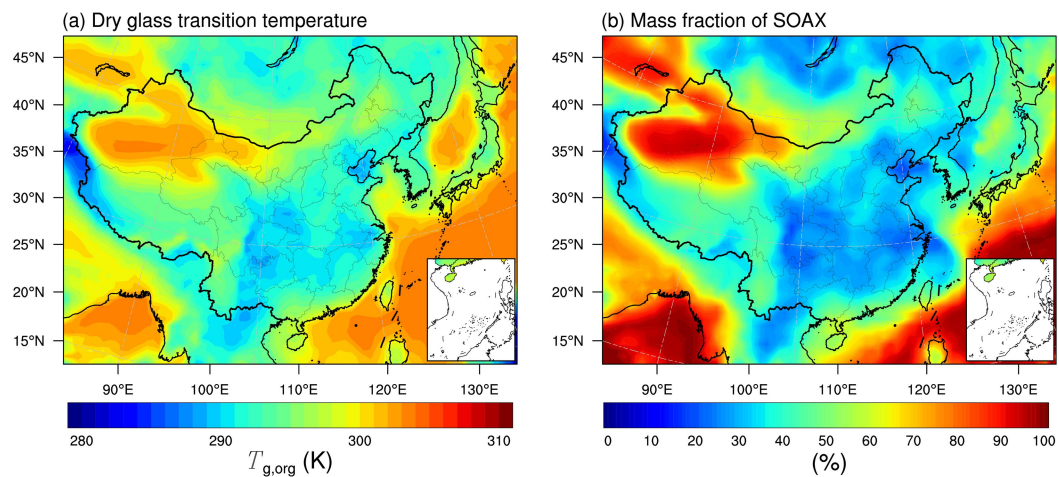 (a) Dry glass transition temperature
(b) Mass fraction of SOAX
45°N
40°N
35°N
30°N
25°N
20°N
15°N
90°E 100°E 110°E 120°E 130°E
280 290 300 310
Tg,org (K)
45°N
40°N
35°N
30°N
25°N
20°N
15°N
90°E 100°E 110°E 120°E 130°E
0 10 20 30 40 50 60 70 80 90 100
(%)